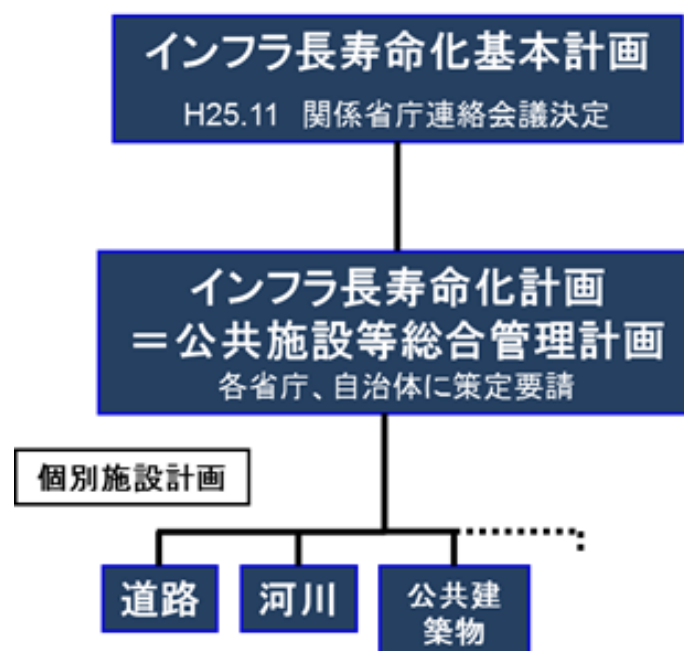 インフラ長寿命化基本計画
H25.11 関係省庁連絡会議決定
インフラ長寿命化計画
＝公共施設等総合管理計画
各省庁、自治体に策定要請
個別施設計画
道路
河川
公共建
築物